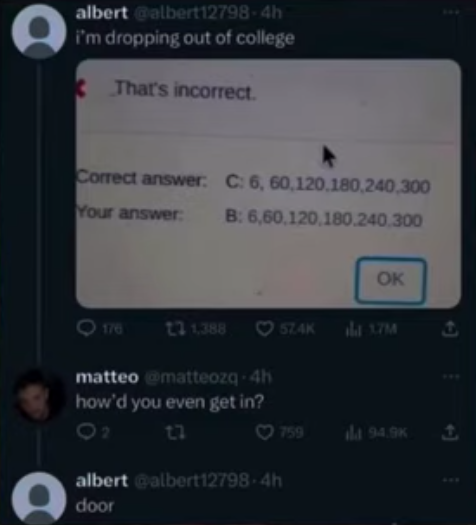 albert @albert12798·4h
i'm dropping out of college
That's incorrect.
Correct answer: C: 6, 60,120,180,240,300
Your answer: B: 6,60,120,180,240,300
OK
176 1,388 57.4K 1.7M
matteo @matteozq·4h
how'd you even get in?
2 759 94.9K
albert @albert12798·4h
door